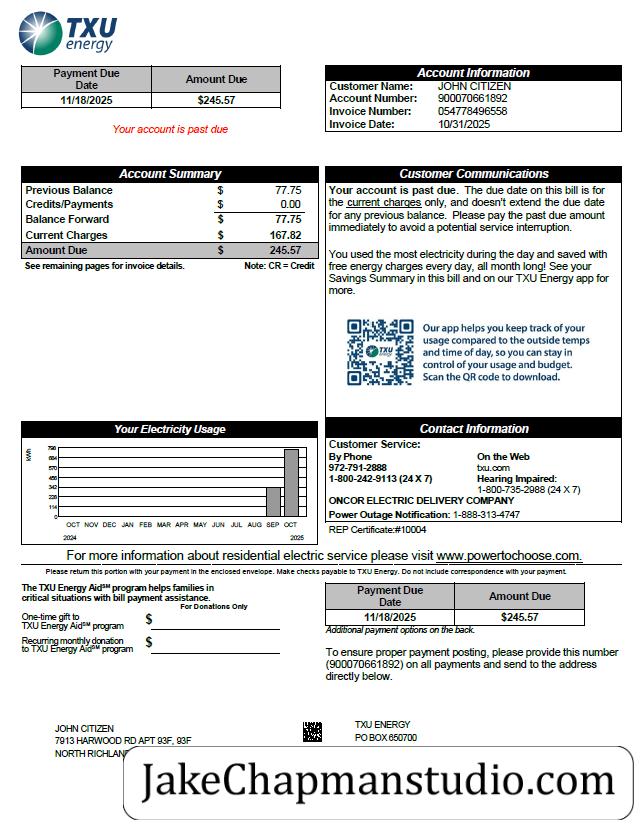 TXU
energy
Payment Due Date Amount Due
11/18/2025 $245.57
Your account is past due
Account Information
Customer Name: JOHN CITIZEN
Account Number: 900070661892
Invoice Number: 054778496558
Invoice Date: 10/31/2025
Account Summary
Previous Balance $ 77.75
Credits/Payments $ 0.00
Balance Forward $ 77.75
Current Charges $ 167.82
Amount Due $ 245.57
See remaining pages for invoice details. Note: CR = Credit
Customer Communications
Your account is past due. The due date on this bill is for
the current charges only, and doesn't extend the due date
for any previous balance. Please pay the past due amount
immediately to avoid a potential service interruption.
You used the most electricity during the day and saved with
free energy charges every day, all month long! See your
Savings Summary in this bill and on our TXU Energy app for
more.
TXU energy
Our app helps you keep track of your
usage compared to the outside temps
and time of day, so you can stay in
control of your usage and budget.
Scan the QR code to download.
Your Electricity Usage
kWh
798
684
570
456
342
228
114
0
OCT NOV DEC JAN FEB MAR APR MAY JUN JUL AUG SEP OCT
2024 2025
Contact Information
Customer Service:
By Phone On the Web
972-791-2888 txu.com
1-800-242-9113 (24 X 7) Hearing Impaired:
1-800-735-2988 (24 X 7)
ONCOR ELECTRIC DELIVERY COMPANY
Power Outage Notification: 1-888-313-4747
REP Certificate:#10004
For more information about residential electric service please visit www.powertochoose.com.
Please return this portion with your payment in the enclosed envelope. Make checks payable to TXU Energy. Do not include correspondence with your payment.
The TXU Energy Aid℠ program helps families in
critical situations with bill payment assistance.
For Donations Only
One-time gift to
TXU Energy Aid℠ program $
Recurring monthly donation
to TXU Energy Aid℠ program $
Payment Due Date Amount Due
11/18/2025 $245.57
Additional payment options on the back.
To ensure proper payment posting, please provide this number
(900070661892) on all payments and send to the address
directly below.
JOHN CITIZEN
7913 HARWOOD RD APT 93F, 93F
NORTH RICHLAN
TXU ENERGY
PO BOX 650700
JakeChapmanstudio.com